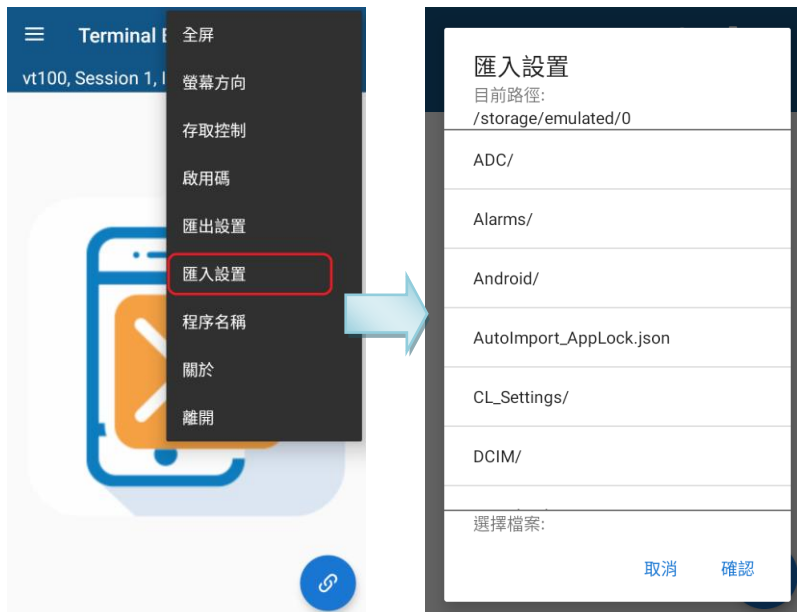 Terminal
vt100, Session 1,
全屏
螢幕方向
存取控制
啟用碼
匯出設置
匯入設置
程序名稱
關於
離開
匯入設置
目前路徑:
/storage/emulated/0
ADC/
Alarms/
Android/
AutoImport_AppLock.json
CL_Settings/
DCIM/
選擇檔案:
取消
確認